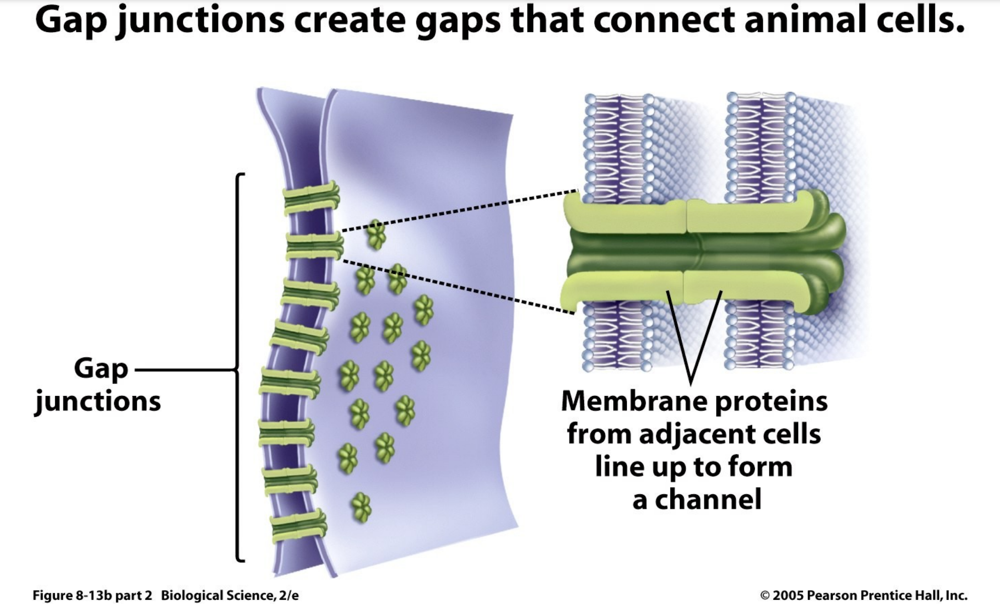 Gap junctions create gaps that connect animal cells.
Gap
junctions
Membrane proteins
from adjacent cells
line up to form
a channel
Figure 8-13b part 2 Biological Science, 2/e
© 2005 Pearson Prentice Hall, Inc.